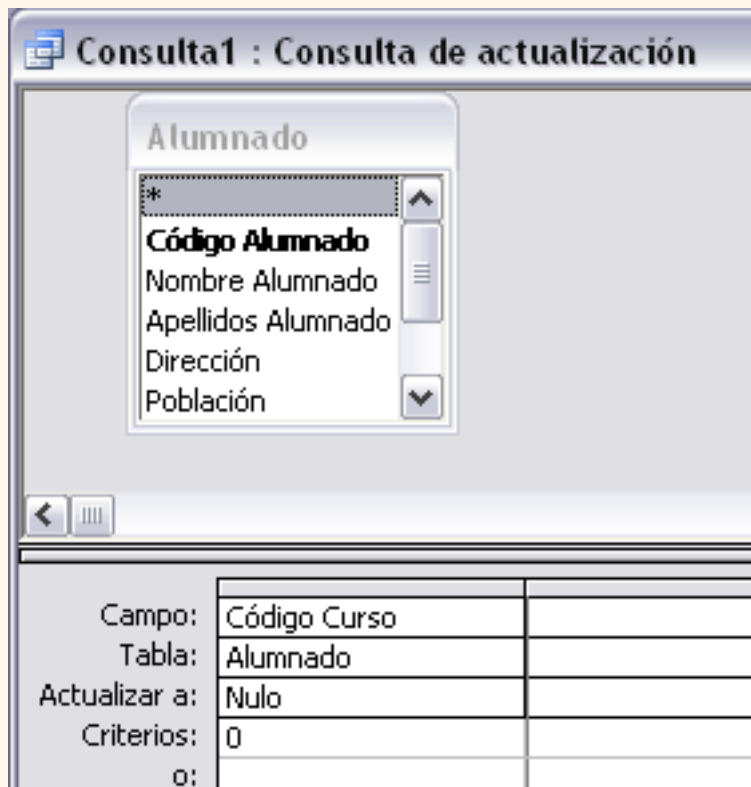 Consulta1 : Consulta de actualización
Alumnado
*
Código Alumnado
Nombre Alumnado
Apellidos Alumnado
Dirección
Población
Campo: Código Curso
Tabla: Alumnado
Actualizar a: Nulo
Criterios: 0
o: